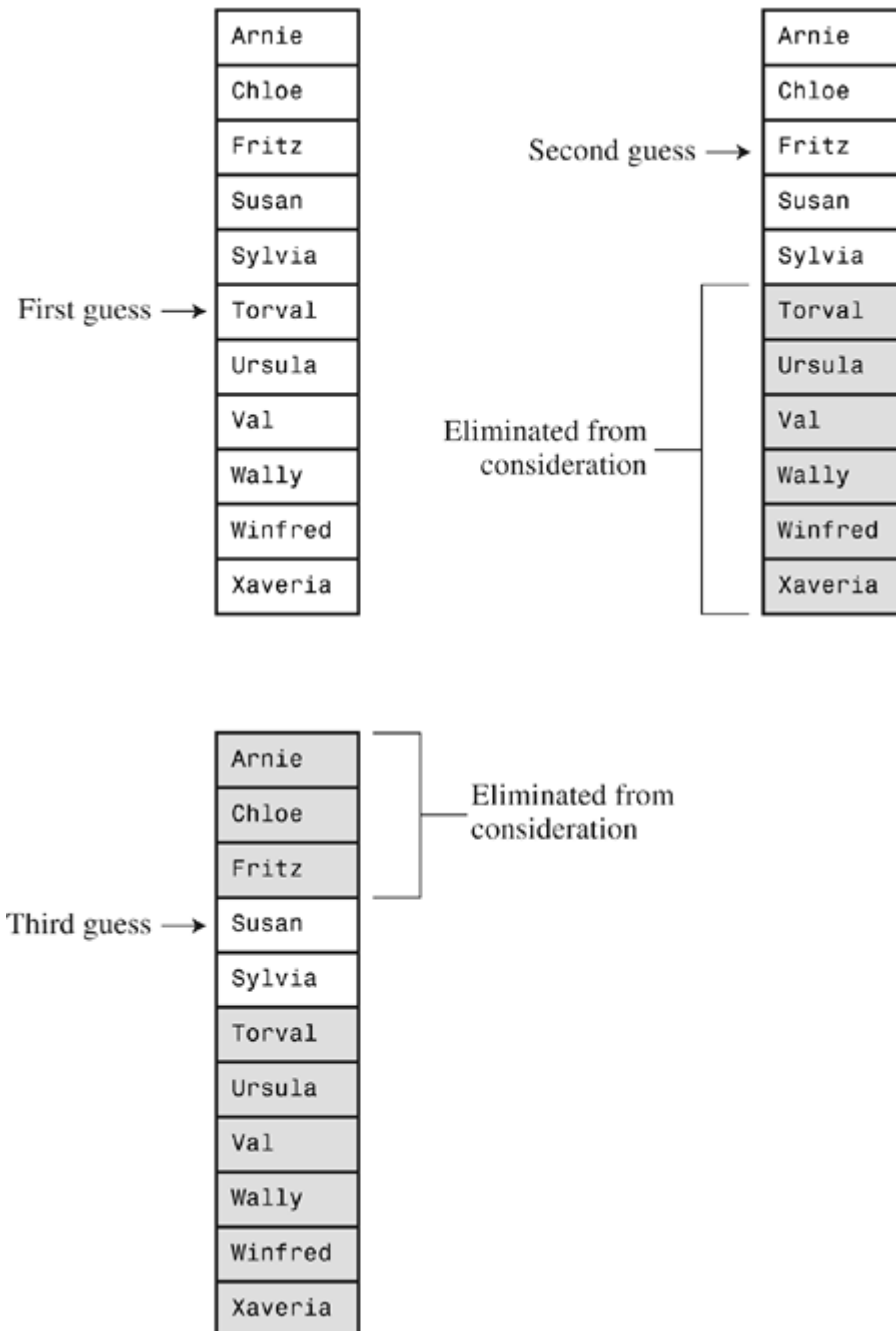 Arnie
Chloe
Fritz
Susan
Sylvia
First guess
Torval
Ursula
Val
Wally
Winfred
Xaveria
Arnie
Chloe
Second guess
Fritz
Susan
Sylvia
Torval
Ursula
Eliminated from
consideration
Val
Wally
Winfred
Xaveria
Arnie
Chloe
Fritz
Eliminated from
consideration
Third guess
Susan
Sylvia
Torval
Ursula
Val
Wally
Winfred
Xaveria